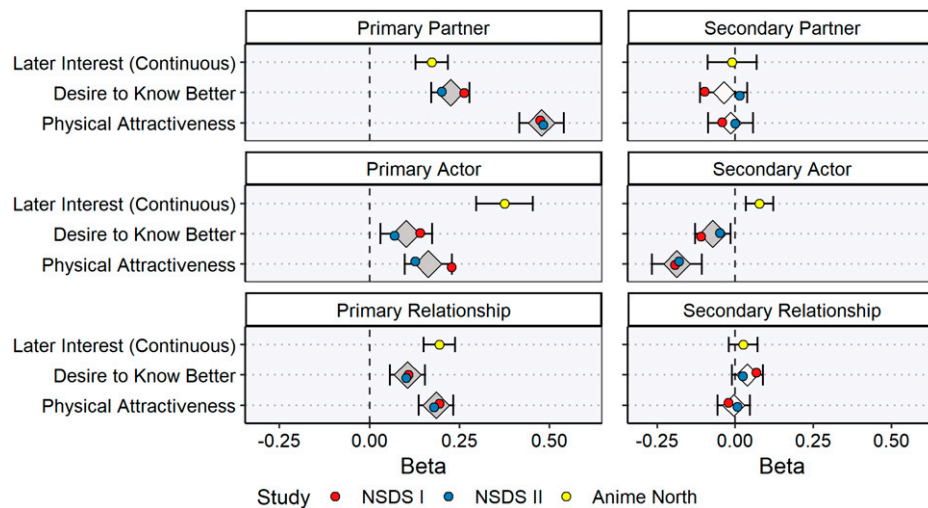 Primary Partner
Secondary Partner
Later Interest (Continuous)
Desire to Know Better
Physical Attractiveness
Primary Actor
Secondary Actor
Later Interest (Continuous)
Desire to Know Better
Physical Attractiveness
Primary Relationship
Secondary Relationship
Later Interest (Continuous)
Desire to Know Better
Physical Attractiveness
-0.25 0.00 0.25 0.50 -0.25 0.00 0.25 0.50
Beta Beta
Study NSDS I NSDS II Anime North